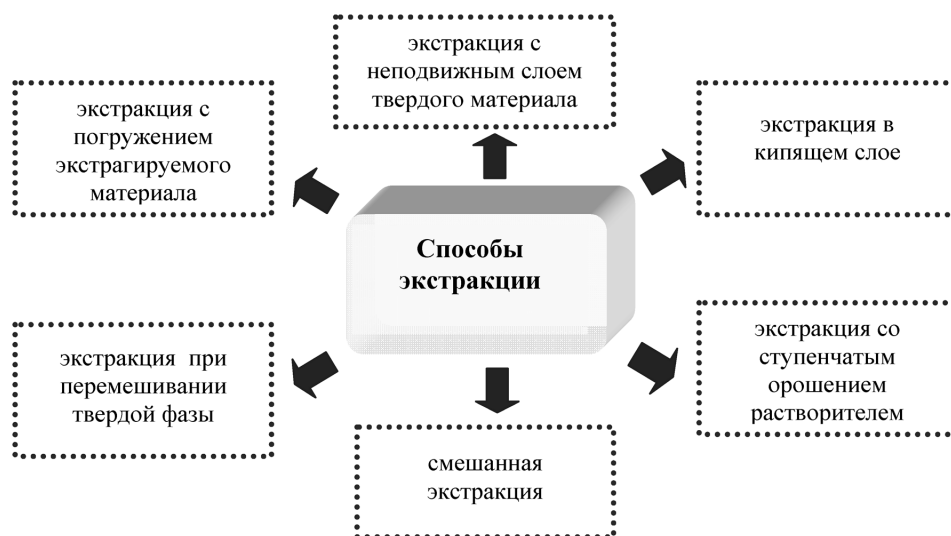 экстракция с
неподвижным слоем
твердого материала
экстракция с
погружением
экстрагируемого
материала
экстракция в
кипящем слое
Способы
экстракции
экстракция при
перемешивании
твердой фазы
экстракция со
ступенчатым
орошением
растворителем
смешанная
экстракция